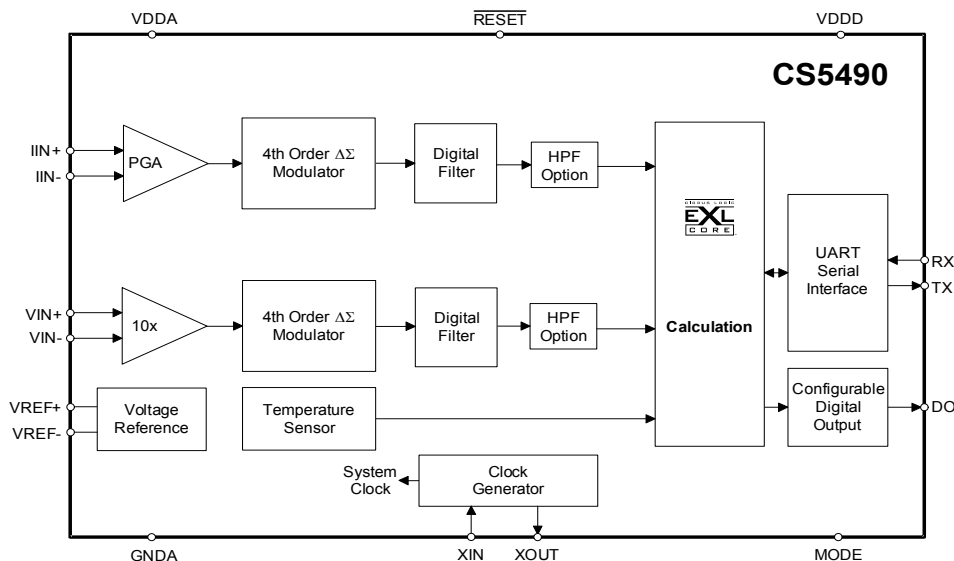 VDDA
RESET
VDDD
CS5490
IIN+
IIN-
PGA
4th Order ΔΣ
Modulator
Digital
Filter
HPF
Option
CIRRUS LOGIC
EXL
CORE
UART
Serial
Interface
RX
TX
VIN+
VIN-
10x
4th Order ΔΣ
Modulator
Digital
Filter
HPF
Option
Calculation
VREF+
VREF-
Voltage
Reference
Temperature
Sensor
Configurable
Digital
Output
DO
System
Clock
Clock
Generator
GNDA
XIN
XOUT
MODE